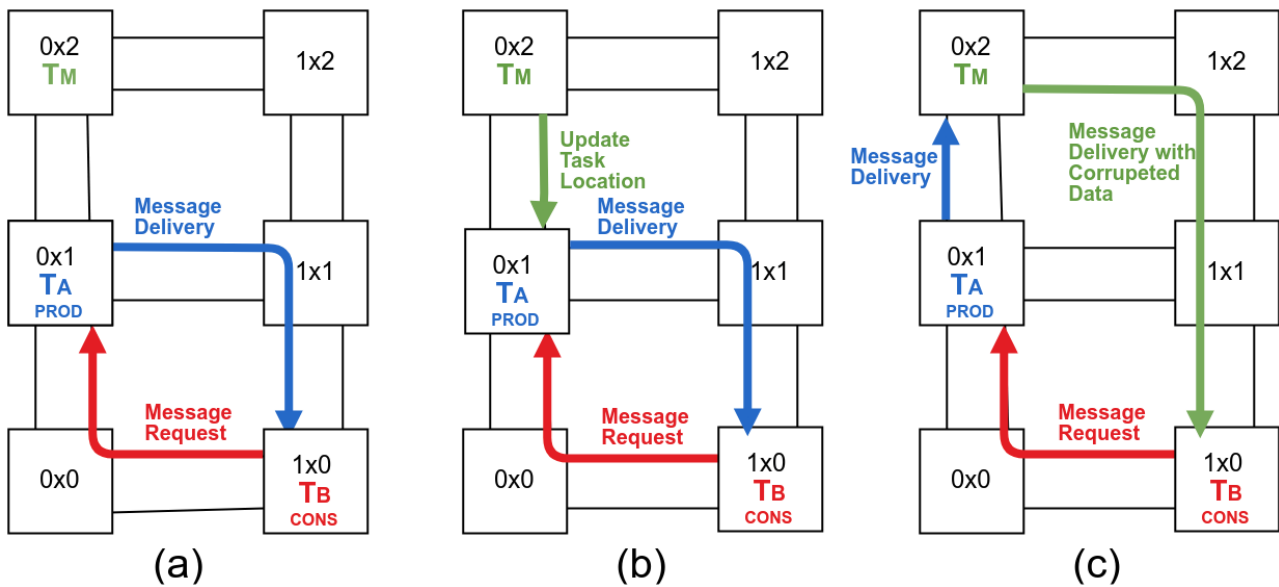 0x2
TM
1x2
Message
Delivery
0x1
TA
PROD
1x1
Message
Request
0x0
1x0
TB
CONS
(a)
0x2
TM
1x2
Update
Task
Location
Message
Delivery
0x1
TA
PROD
1x1
Message
Request
0x0
1x0
TB
CONS
(b)
0x2
TM
1x2
Message
Delivery
Message
Delivery with
Corrupeted
Data
0x1
TA
PROD
1x1
Message
Request
0x0
1x0
TB
CONS
(c)